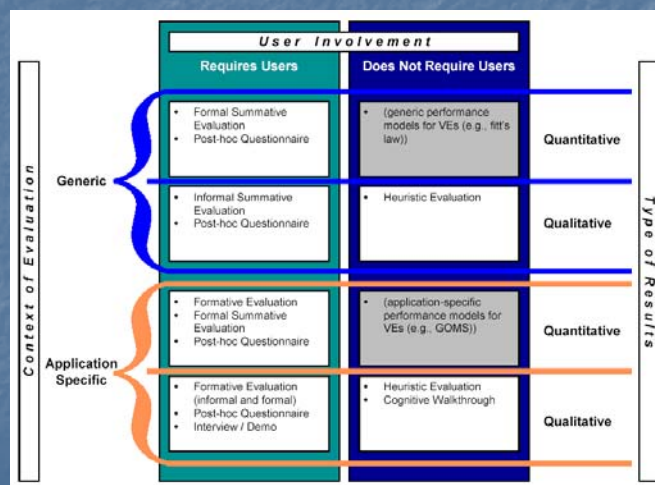 User Involvement
Requires Users
Does Not Require Users
Context of Evaluation
Type of Results
Generic
• Formal Summative
Evaluation
• Post-hoc Questionnaire
• (generic performance
models for VEs (e.g., fitt's
law))
Quantitative
• Informal Summative
Evaluation
• Post-hoc Questionnaire
• Heuristic Evaluation
Qualitative
Application
Specific
• Formative Evaluation
• Formal Summative
Evaluation
• Post-hoc Questionnaire
• (application-specific
performance models for
VEs (e.g., GOMS))
Quantitative
• Formative Evaluation
(informal and formal)
• Post-hoc Questionnaire
• Interview / Demo
• Heuristic Evaluation
• Cognitive Walkthrough
Qualitative